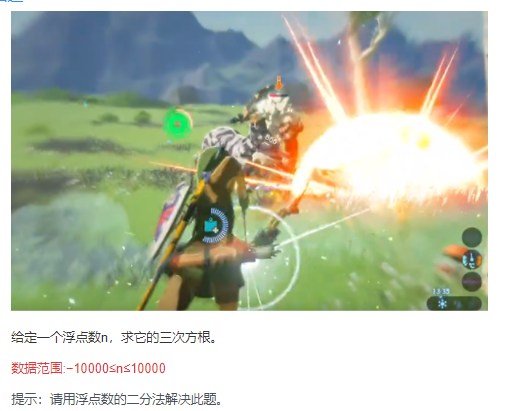 给定一个浮点数n，求它的三次方根。
数据范围:−10000≤n≤10000
提示：请用浮点数的二分法解决此题。